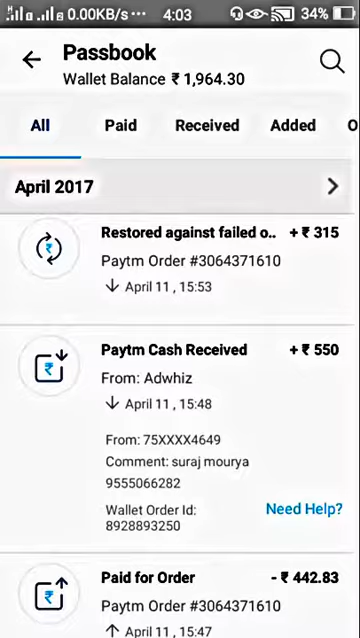 0.00KB/s... 4:03 34%
Passbook
Wallet Balance ₹ 1,964.30
All Paid Received Added O
April 2017
Restored against failed o.. + ₹ 315
Paytm Order #3064371610
April 11 , 15:53
Paytm Cash Received + ₹ 550
From: Adwhiz
April 11 , 15:48
From: 75XXXX4649
Comment: suraj mourya
9555066282
Wallet Order Id: Need Help?
8928893250
Paid for Order - ₹ 442.83
Paytm Order #3064371610
April 11 , 15:47